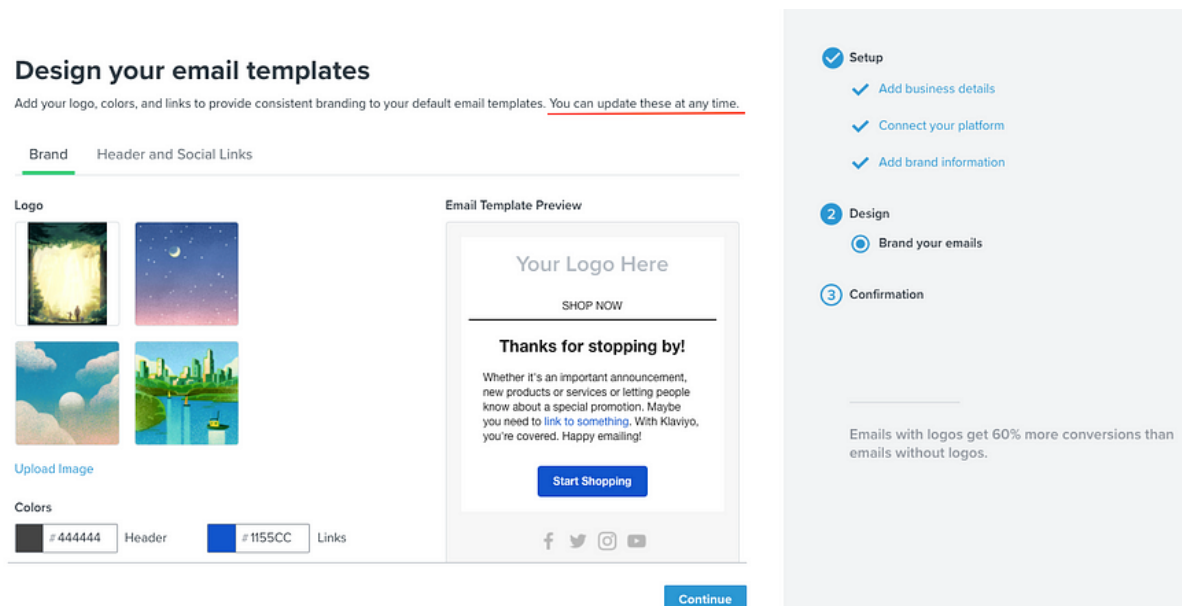 Design your email templates
Add your logo, colors, and links to provide consistent branding to your default email templates. You can update these at any time.
Brand
Header and Social Links
Logo
Upload Image
Colors
#444444
Header
#1155CC
Links
Email Template Preview
Your Logo Here
SHOP NOW
Thanks for stopping by!
Whether it's an important announcement,
new products or services or letting people
know about a special promotion. Maybe
you need to link to something. With Klaviyo,
you're covered. Happy emailing!
Start Shopping
Continue
Setup
Add business details
Connect your platform
Add brand information
2
Design
Brand your emails
3
Confirmation
Emails with logos get 60% more conversions than
emails without logos.